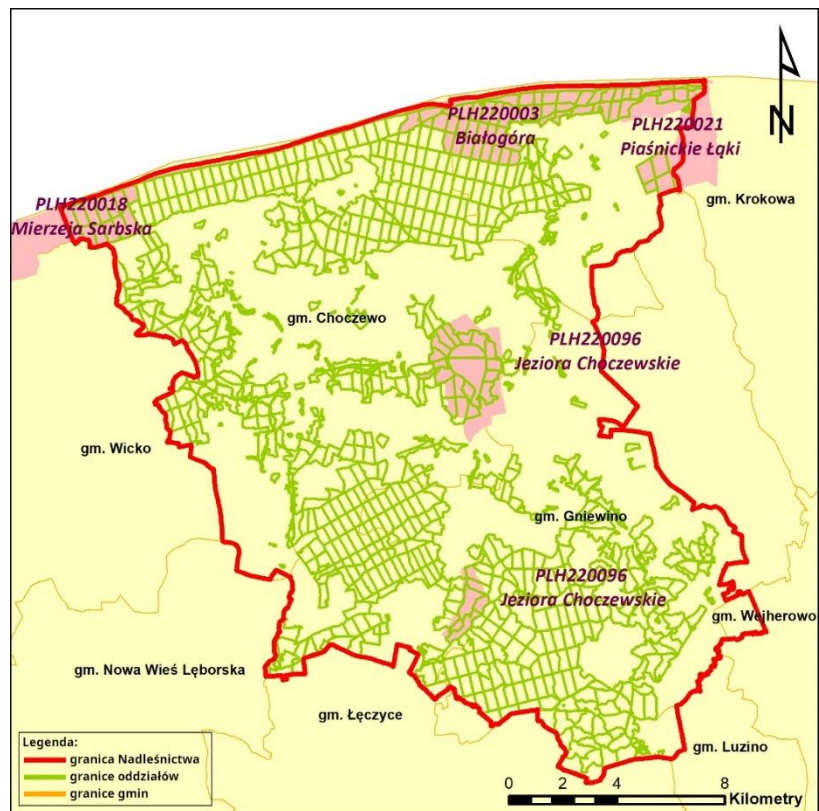 PLH220003
Białogóra
PLH220021
Piaśnickie Łąki
N
gm. Krokowa
PLH220018
Mierzeja Sarbska
gm. Choczewo
PLH220096
Jeziora Choczewskie
gm. Wicko
gm. Gniewino
PLH220096
Jeziora Choczewskie
gm. Wejherowo
gm. Nowa Wieś Lęborska
gm. Łęczyce
gm. Luzino
Legenda:
granica Nadleśnictwa
granice oddziałów
granice gmin
0 2 4 8
Kilometry